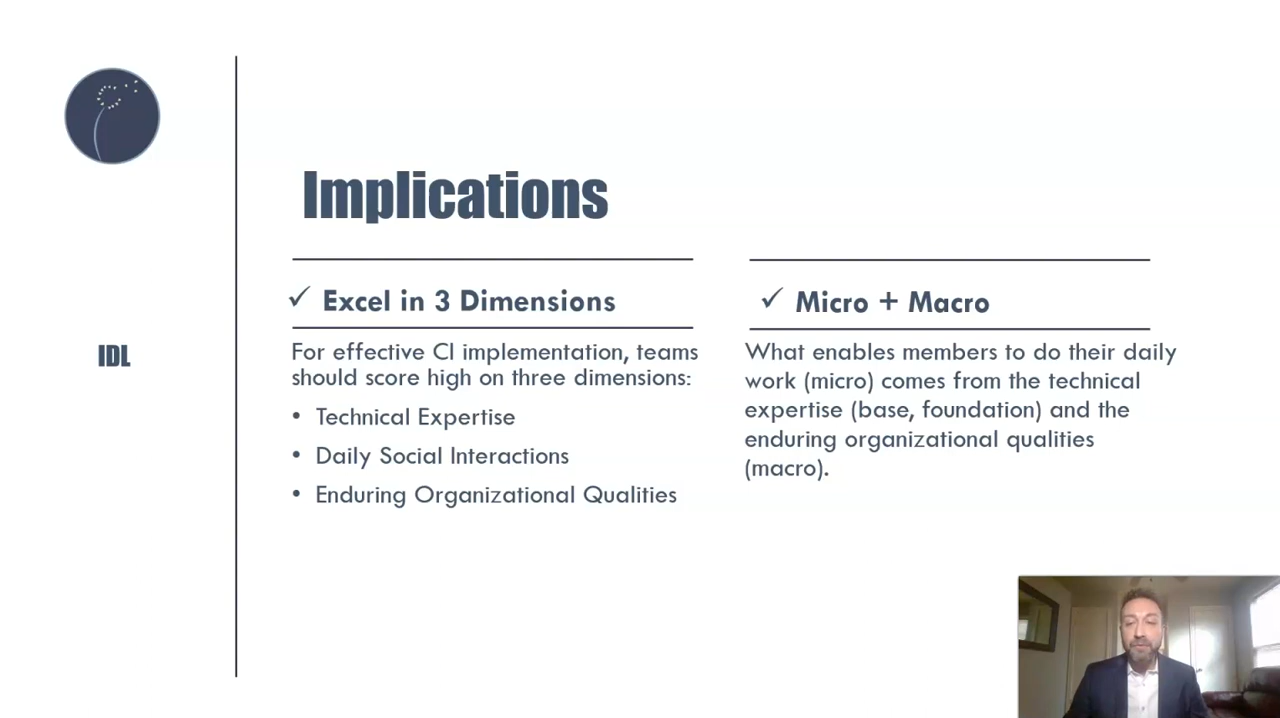 Implications
✓ Excel in 3 Dimensions
For effective CI implementation, teams
should score high on three dimensions:
• Technical Expertise
• Daily Social Interactions
• Enduring Organizational Qualities
✓ Micro + Macro
What enables members to do their daily
work (micro) comes from the technical
expertise (base, foundation) and the
enduring organizational qualities
(macro).
IDL